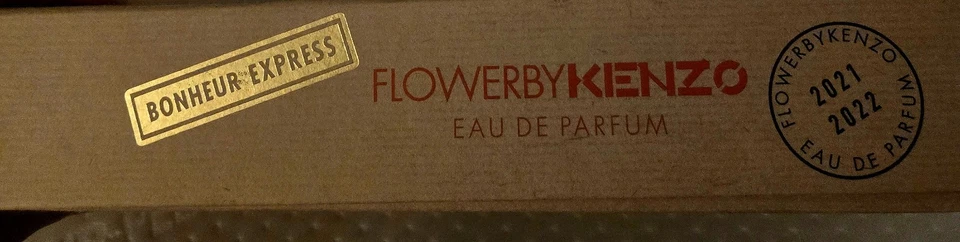 BONHEUR EXPRESS
FLOWERBYKENZO
EAU DE PARFUM
FLOWERBYKENZO
2021
2022
EAU DE PARFUM